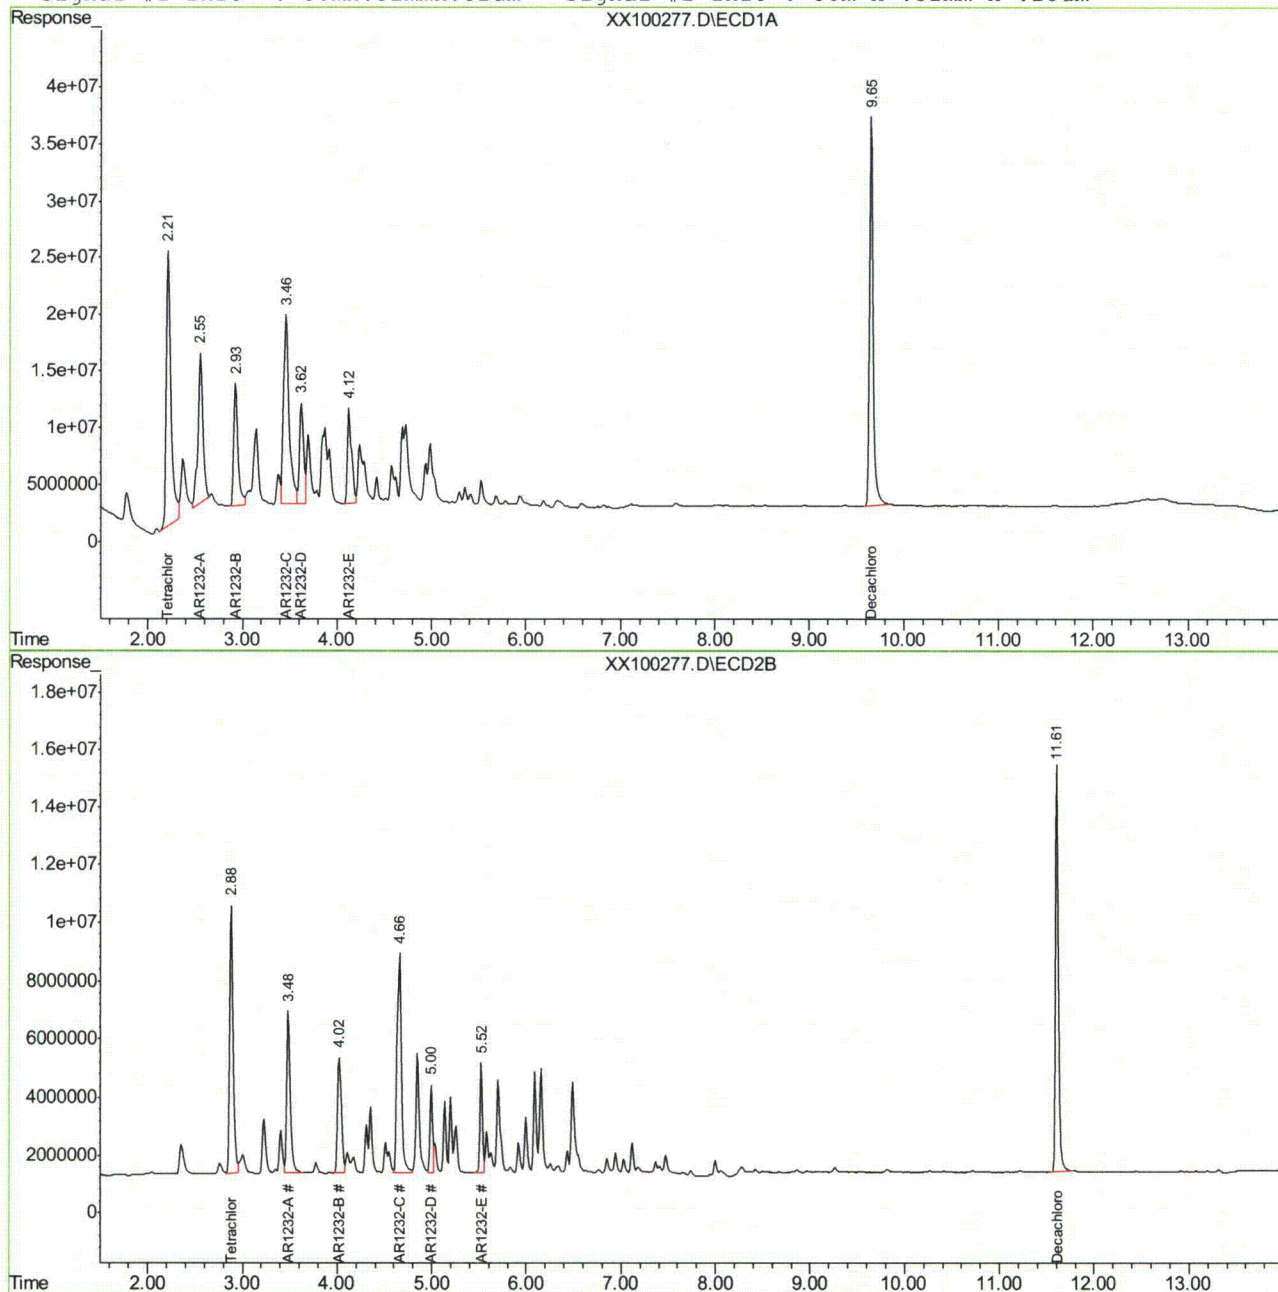 Response_
XX100277.D\ECD1A
4e+07
3.5e+07
3e+07
2.5e+07
2e+07
1.5e+07
1e+07
5000000
0
2.21
2.55
2.93
3.46
3.62
4.12
9.65
Tetrachlor
AR1232-A
AR1232-B
AR1232-C
AR1232-D
AR1232-E
Decachloro
Time 2.00 3.00 4.00 5.00 6.00 7.00 8.00 9.00 10.00 11.00 12.00 13.00
Response_
XX100277.D\ECD2B
1.8e+07
1.6e+07
1.4e+07
1.2e+07
1e+07
8000000
6000000
4000000
2000000
0
2.88
3.48
4.02
4.66
5.00
5.52
11.61
Tetrachlor
AR1232-A #
AR1232-B #
AR1232-C #
AR1232-D #
AR1232-E #
Decachloro
Time 2.00 3.00 4.00 5.00 6.00 7.00 8.00 9.00 10.00 11.00 12.00 13.00